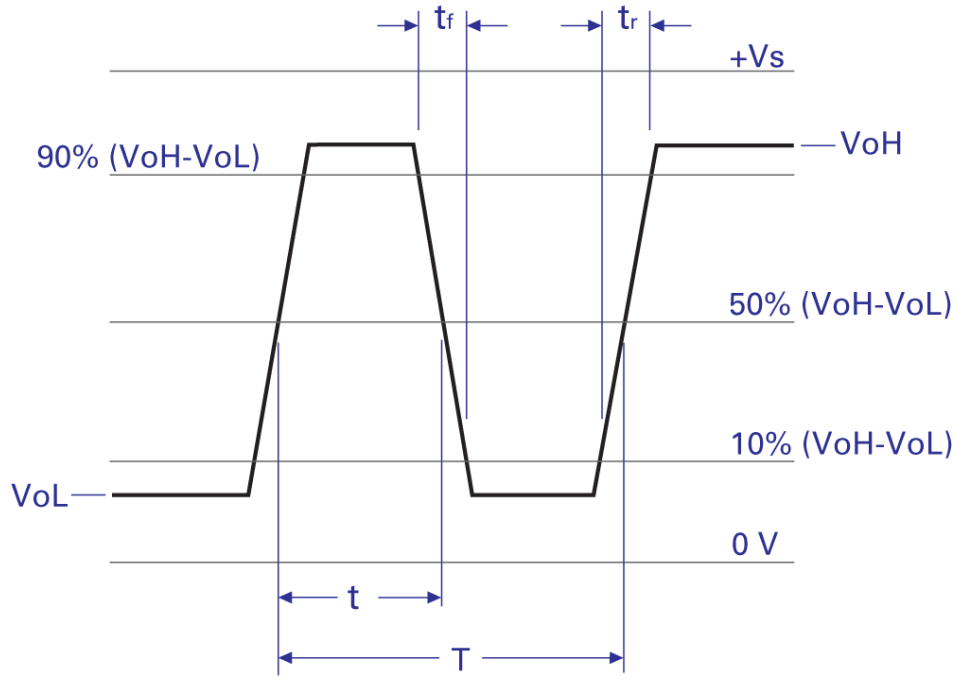 tf
tr
+Vs
90% (VoH-VoL)
VoH
50% (VoH-VoL)
10% (VoH-VoL)
VoL
0 V
t
T